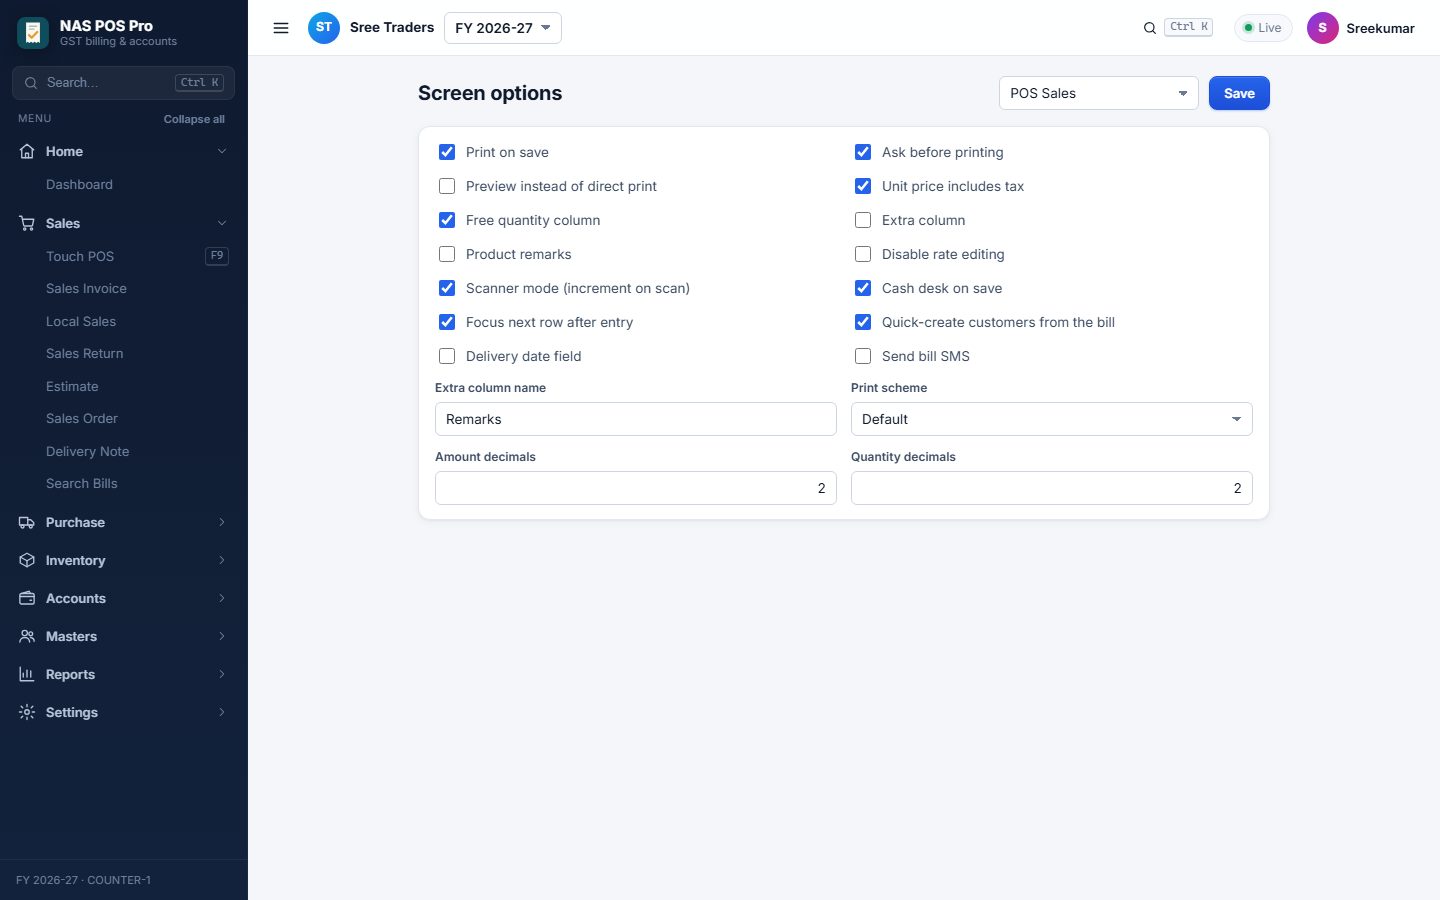 NAS POS Pro
GST billing & accounts
Search...
Ctrl K
MENU
Collapse all
Home
Dashboard
Sales
Touch POS
F9
Sales Invoice
Local Sales
Sales Return
Estimate
Sales Order
Delivery Note
Search Bills
Purchase
Inventory
Accounts
Masters
Reports
Settings
FY 2026-27 · COUNTER-1
ST
Sree Traders
FY 2026-27
Ctrl K
Live
S
Sreekumar
Screen options
POS Sales
Save
Print on save
Ask before printing
Preview instead of direct print
Unit price includes tax
Free quantity column
Extra column
Product remarks
Disable rate editing
Scanner mode (increment on scan)
Cash desk on save
Focus next row after entry
Quick-create customers from the bill
Delivery date field
Send bill SMS
Extra column name
Print scheme
Remarks
Default
Amount decimals
Quantity decimals
2
2